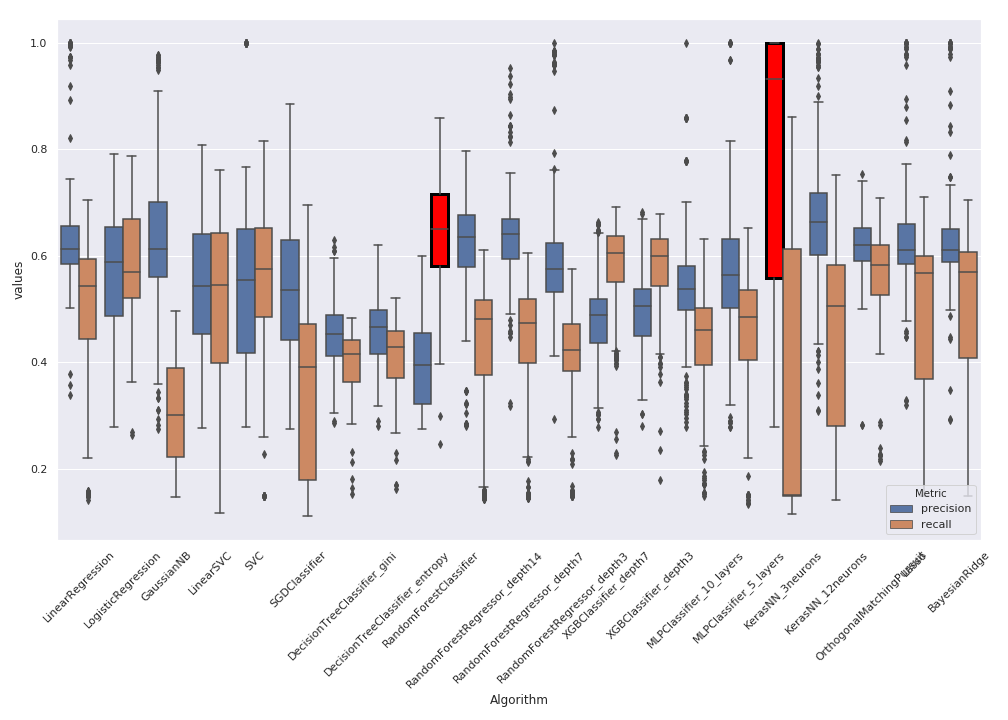 1.0
0.8
0.6
0.4
0.2
values
Metric
precision
recall
LinearRegression
LogisticRegression
GaussianNB
LinearSVC
SVC
SGDClassifier
DecisionTreeClassifier_gini
DecisionTreeClassifier_entropy
RandomForestClassifier
RandomForestRegressor_depth14
RandomForestRegressor_depth7
RandomForestRegressor_depth3
XGBClassifier_depth7
XGBClassifier_depth3
MLPClassifier_10_layers
MLPClassifier_5_layers
KerasNN_3neurons
KerasNN_12neurons
OrthogonalMatchingPursuit
BayesianRidge
Algorithm